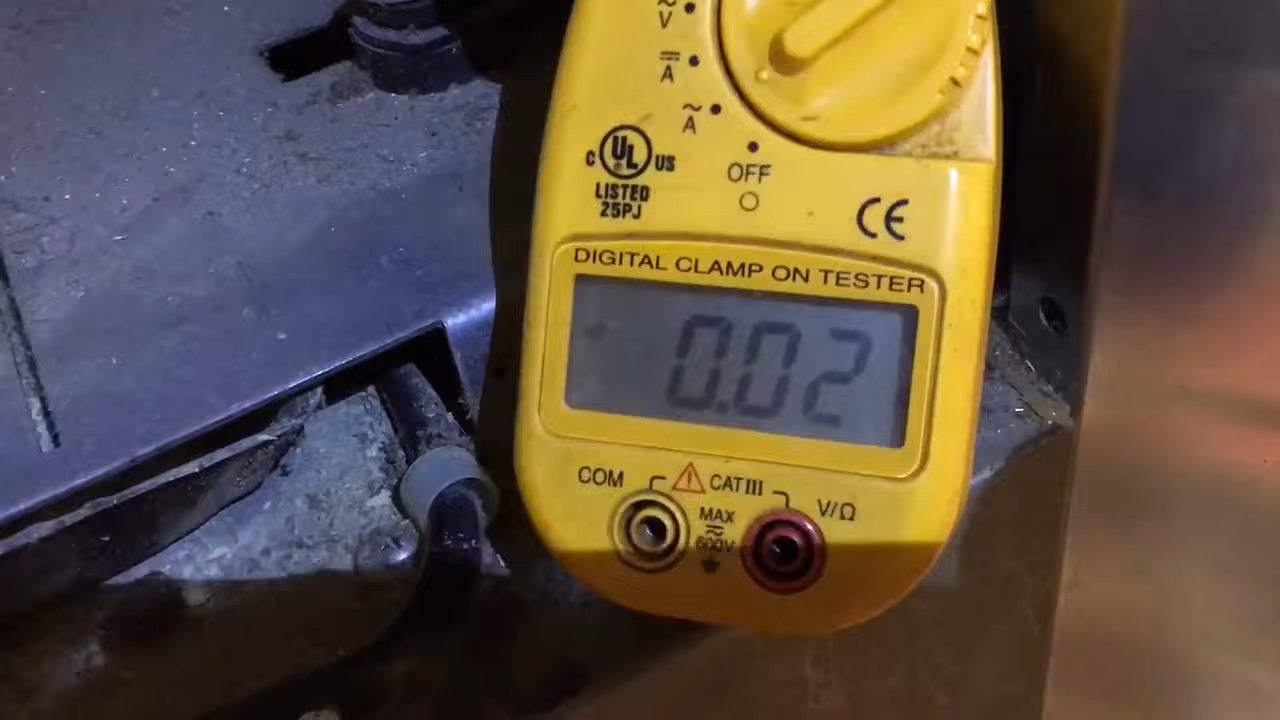 ~
V
A
~
A
OFF
C UL US
LISTED
25PJ
CE
DIGITAL CLAMP ON TESTER
0.02
COM
CAT III
V/Ω
MAX
600V